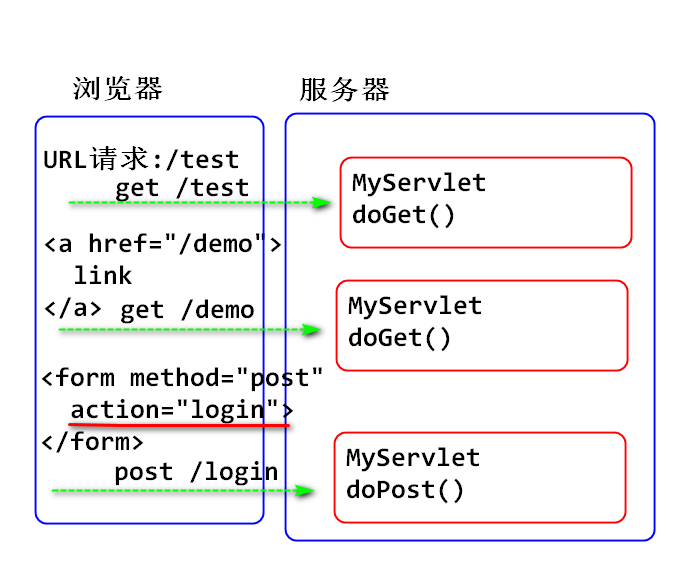 浏览器
服务器
URL请求:/test
get /test
MyServlet
doGet()
<a href="/demo">
link
</a> get /demo
MyServlet
doGet()
<form method="post"
action="login">
</form>
post /login
MyServlet
doPost()